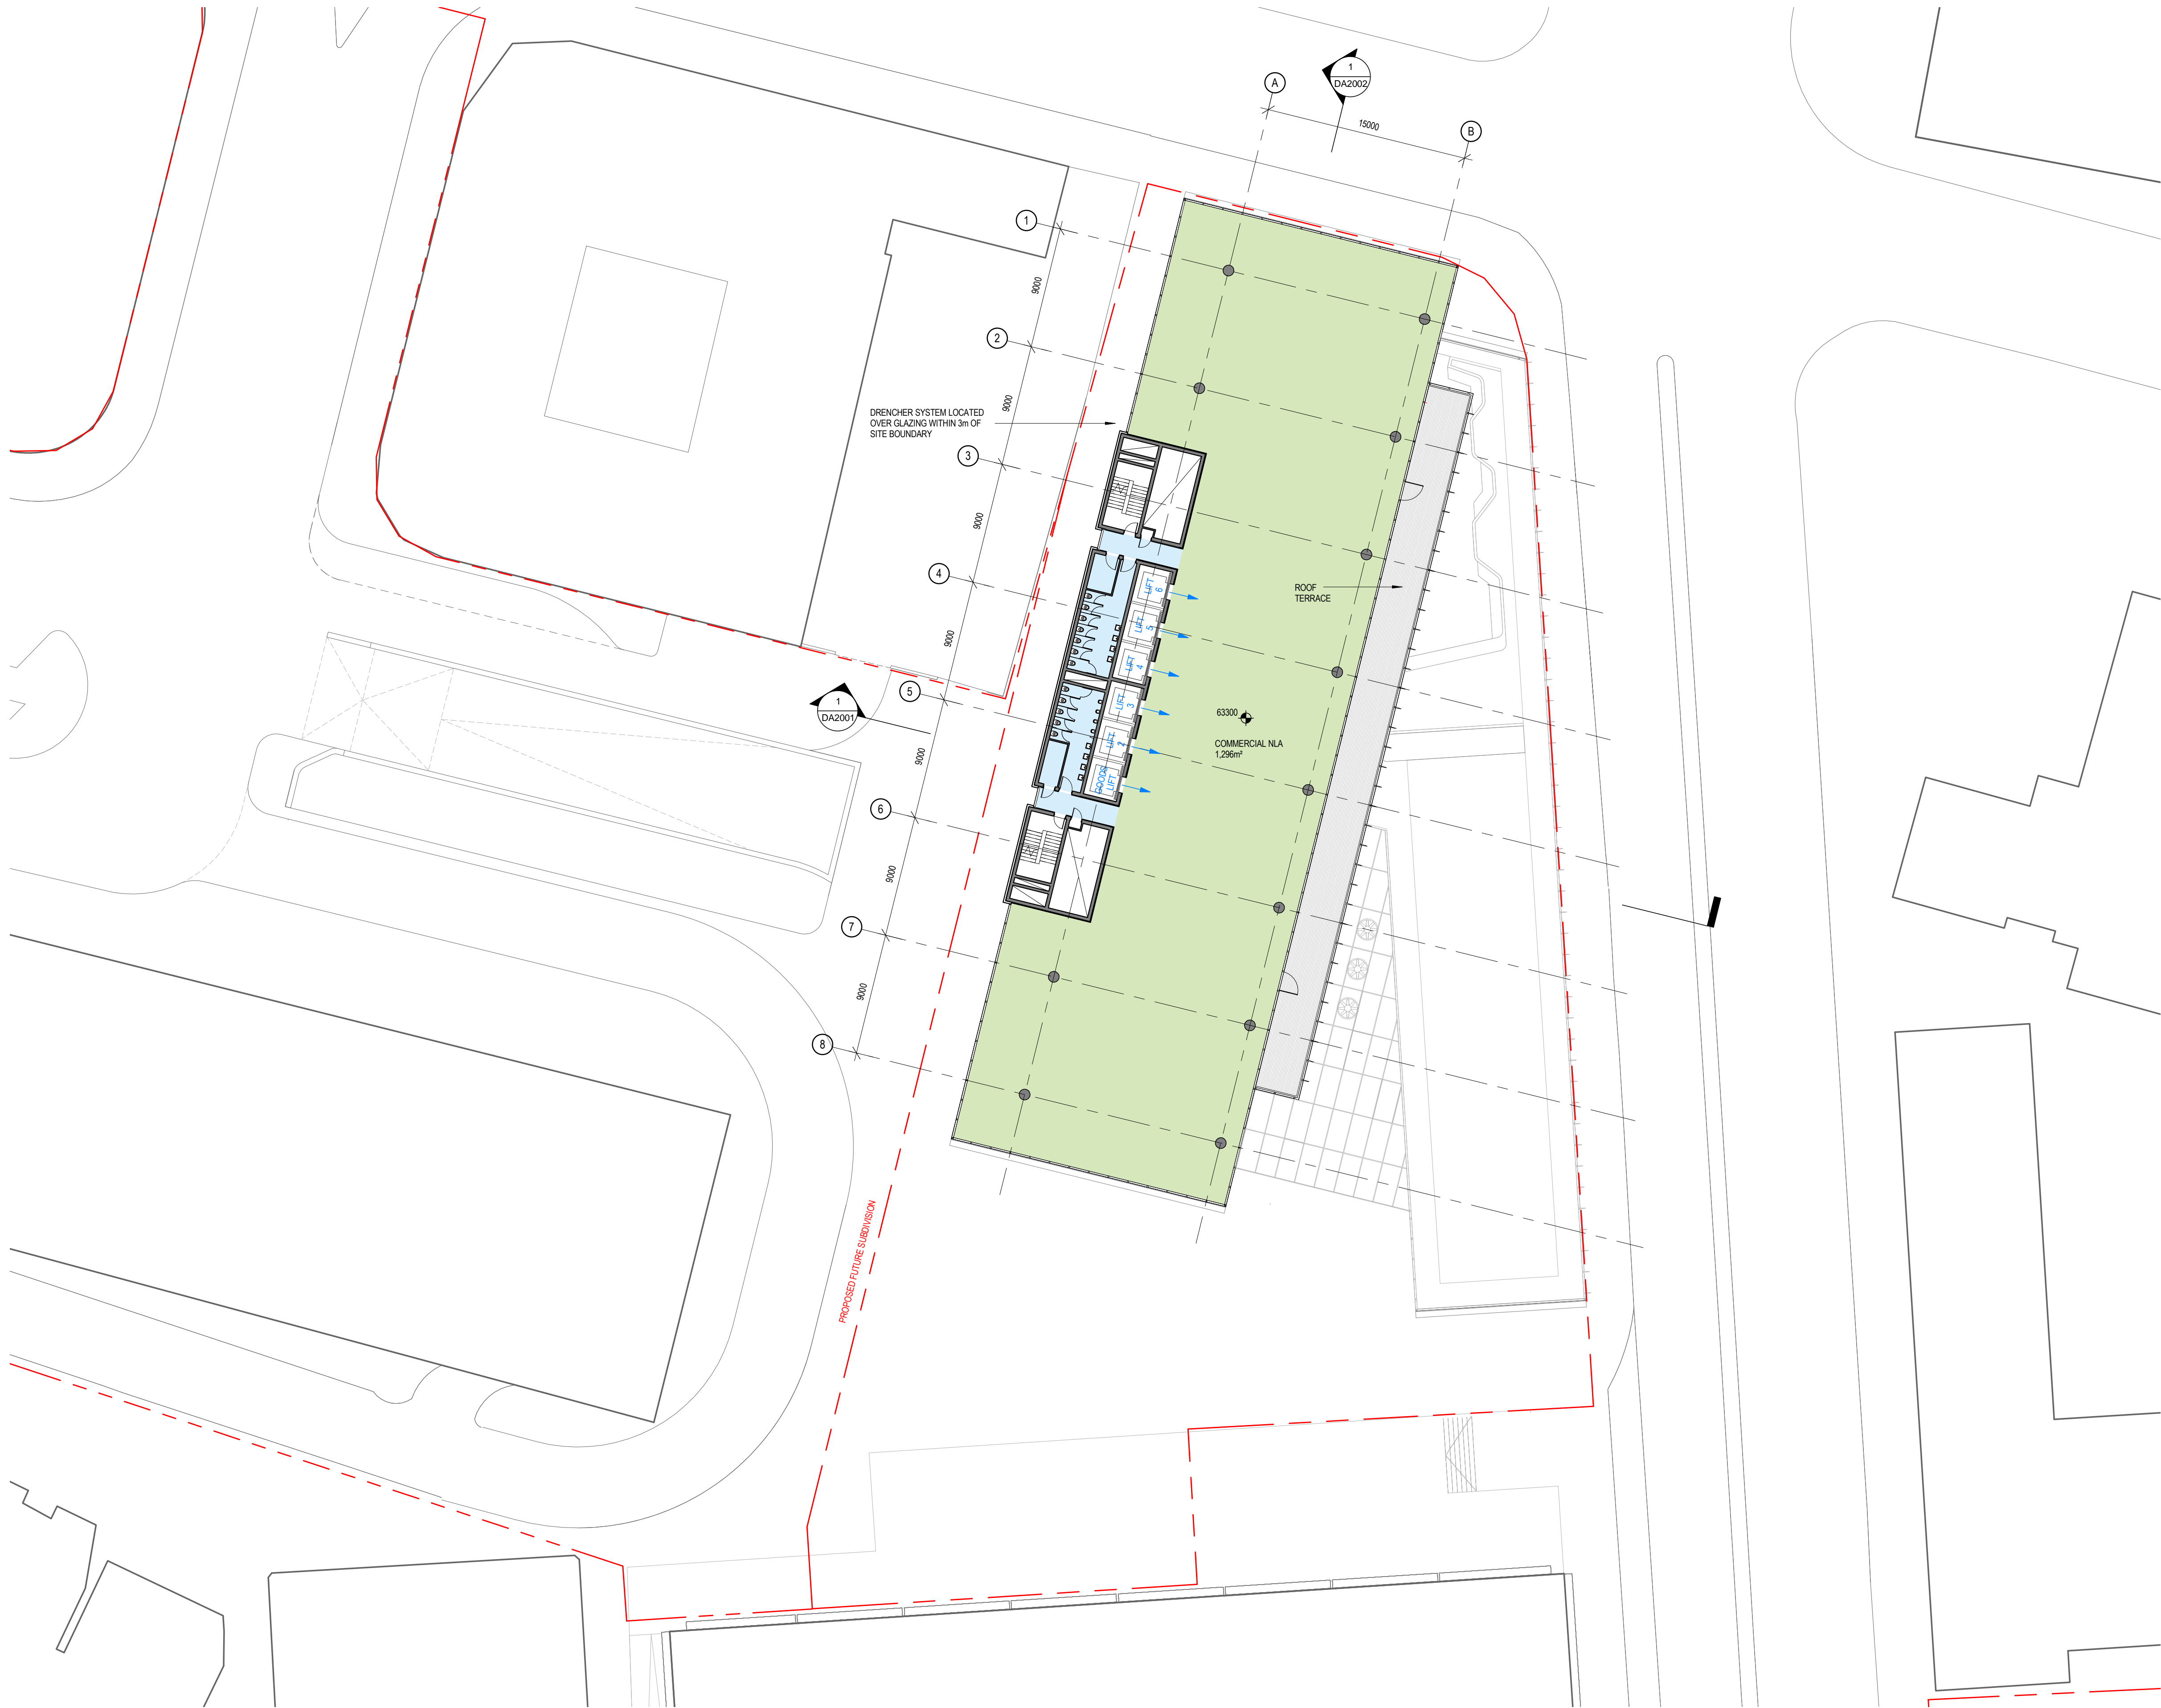 1
DA2002
A
15000
B
1
9000
2
9000
DRENCHER SYSTEM LOCATED
OVER GLAZING WITHIN 3m OF
SITE BOUNDARY
3
9000
4
LIFT
6
ROOF
TERRACE
9000
LIFT
5
LIFT
4
5
1
DA2001
LIFT
3
63300
LIFT
2
COMMERCIAL NLA
1,296m²
9000
GOODS
LIFT
6
9000
7
9000
8
PROPOSED FUTURE SUBDIVISION